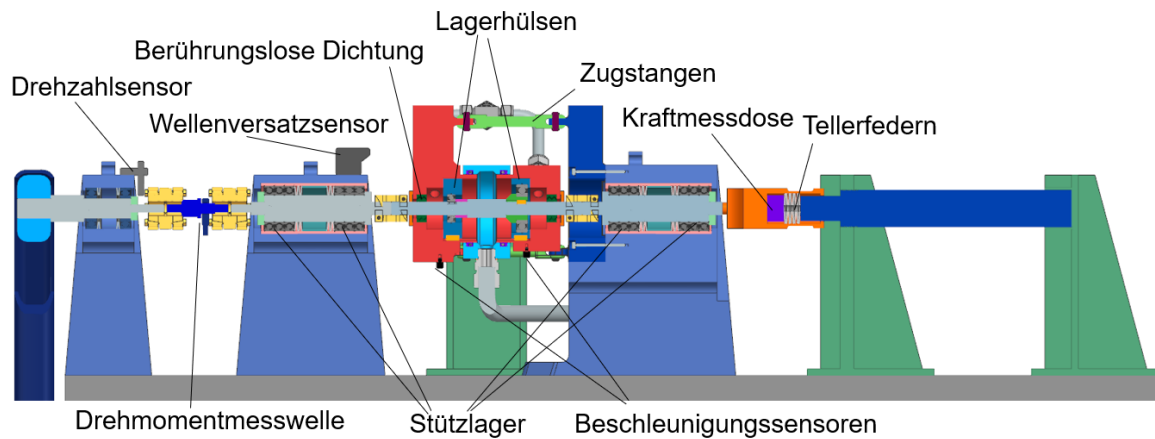 Lagerhülsen
Berührungslose Dichtung
Zugstangen
Drehzahlsensor
Kraftmessdose
Wellenversatzsensor
Tellerfedern
Drehmomentmesswelle
Stützlager
Beschleunigungssensoren